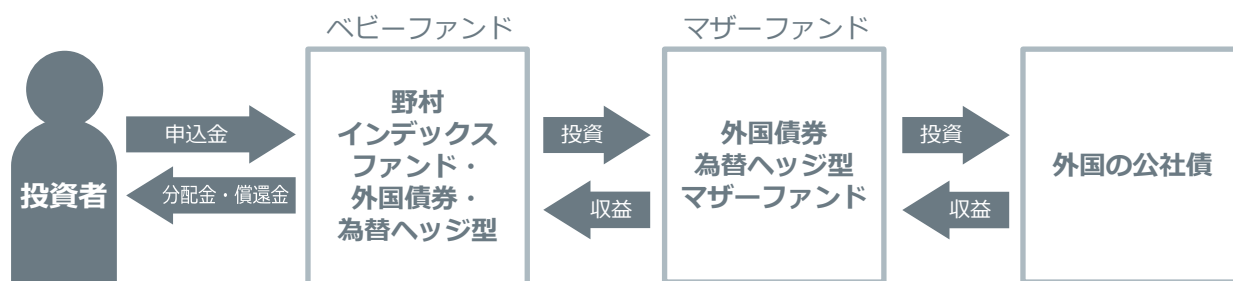 ベビーファンド
マザーファンド
投資者
申込金
分配金・償還金
野村
インデックス
ファンド・
外国債券・
為替ヘッジ型
投資
収益
外国債券
為替ヘッジ型
マザーファンド
投資
収益
外国の公社債